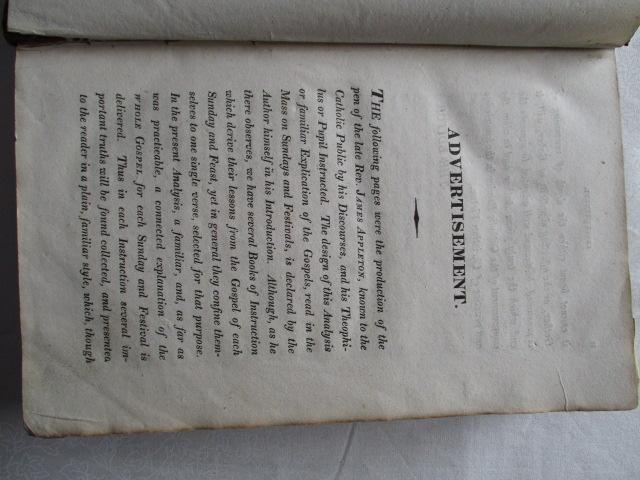 ADVERTISEMENT.
THE following pages were the production of the
pen of the late Rev. JAMES APPLETON, known to the
Catholic Public by his Discourses, and his Theophi-
lus or Pupil Instructed. The design of this Analysis
or familiar Explication of the Gospels, read in the
Mass on Sundays and Festivals, is declared by the
Author himself in his Introduction. Although, as he
there observes, we have several Books of Instruction
which derive their lessons from the Gospel of each
Sunday and Feast, yet in general they confine them-
selves to one single verse, selected for that purpose.
In the present Analysis, a familiar, and, as far as
was practicable, a connected explanation of the
WHOLE GOSPEL for each Sunday and Festival is
delivered. Thus in each Instruction several im-
portant truths will be found collected, and presented
to the reader in a plain, familiar style, which, though